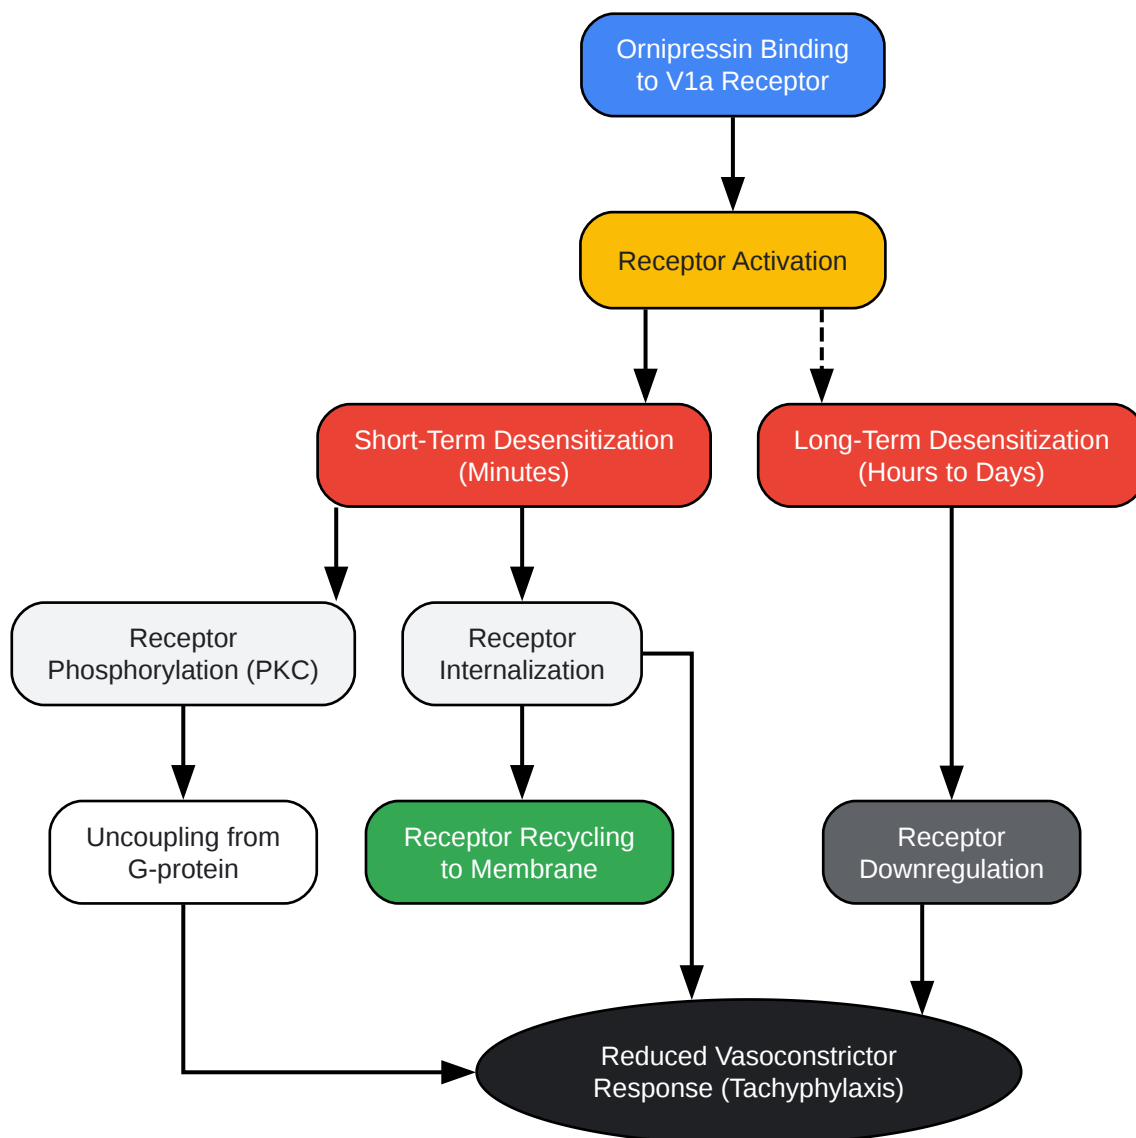 Ornipressin Binding
to V1a Receptor
Receptor Activation
Short-Term Desensitization
(Minutes)
Long-Term Desensitization
(Hours to Days)
Receptor
Phosphorylation (PKC)
Receptor
Internalization
Uncoupling from
G-protein
Receptor Recycling
to Membrane
Receptor
Downregulation
Reduced Vasoconstrictor
Response (Tachyphylaxis)